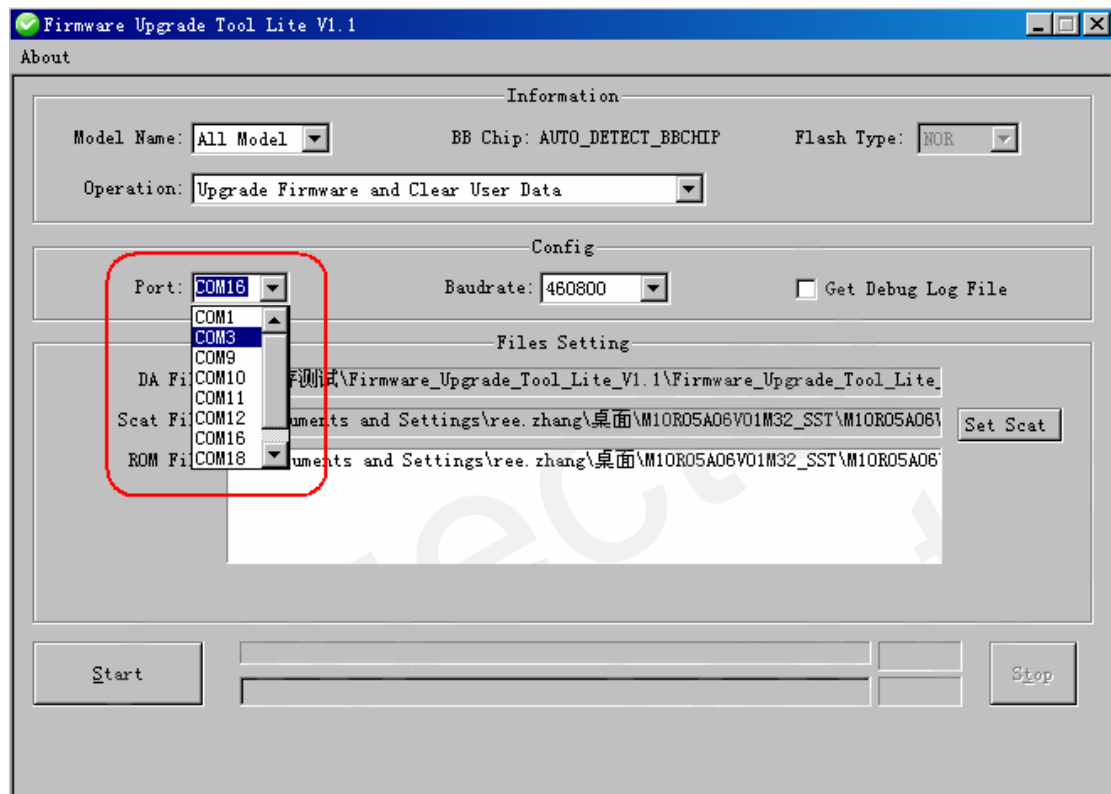 Firmware Upgrade Tool Lite V1.1
About
Information
Model Name: All Model
BB Chip: AUTO_DETECT_BBCHIP
Flash Type: NOR
Operation: Upgrade Firmware and Clear User Data
Config
Port: COM16
Baudrate: 460800
Get Debug Log File
COM1
COM3
COM9
COM10
COM11
COM12
COM16
COM18
Files Setting
DA Fi 测试\Firmware_Upgrade_Tool_Lite_V1.1\Firmware_Upgrade_Tool_Lite_
Scat Fi uments and Settings\ree.zhang\桌面\M10R05A06V01M32_SST\M10R05A06\
Set Scat
ROM Fi uments and Settings\ree.zhang\桌面\M10R05A06V01M32_SST\M10R05A06
Start
Stop